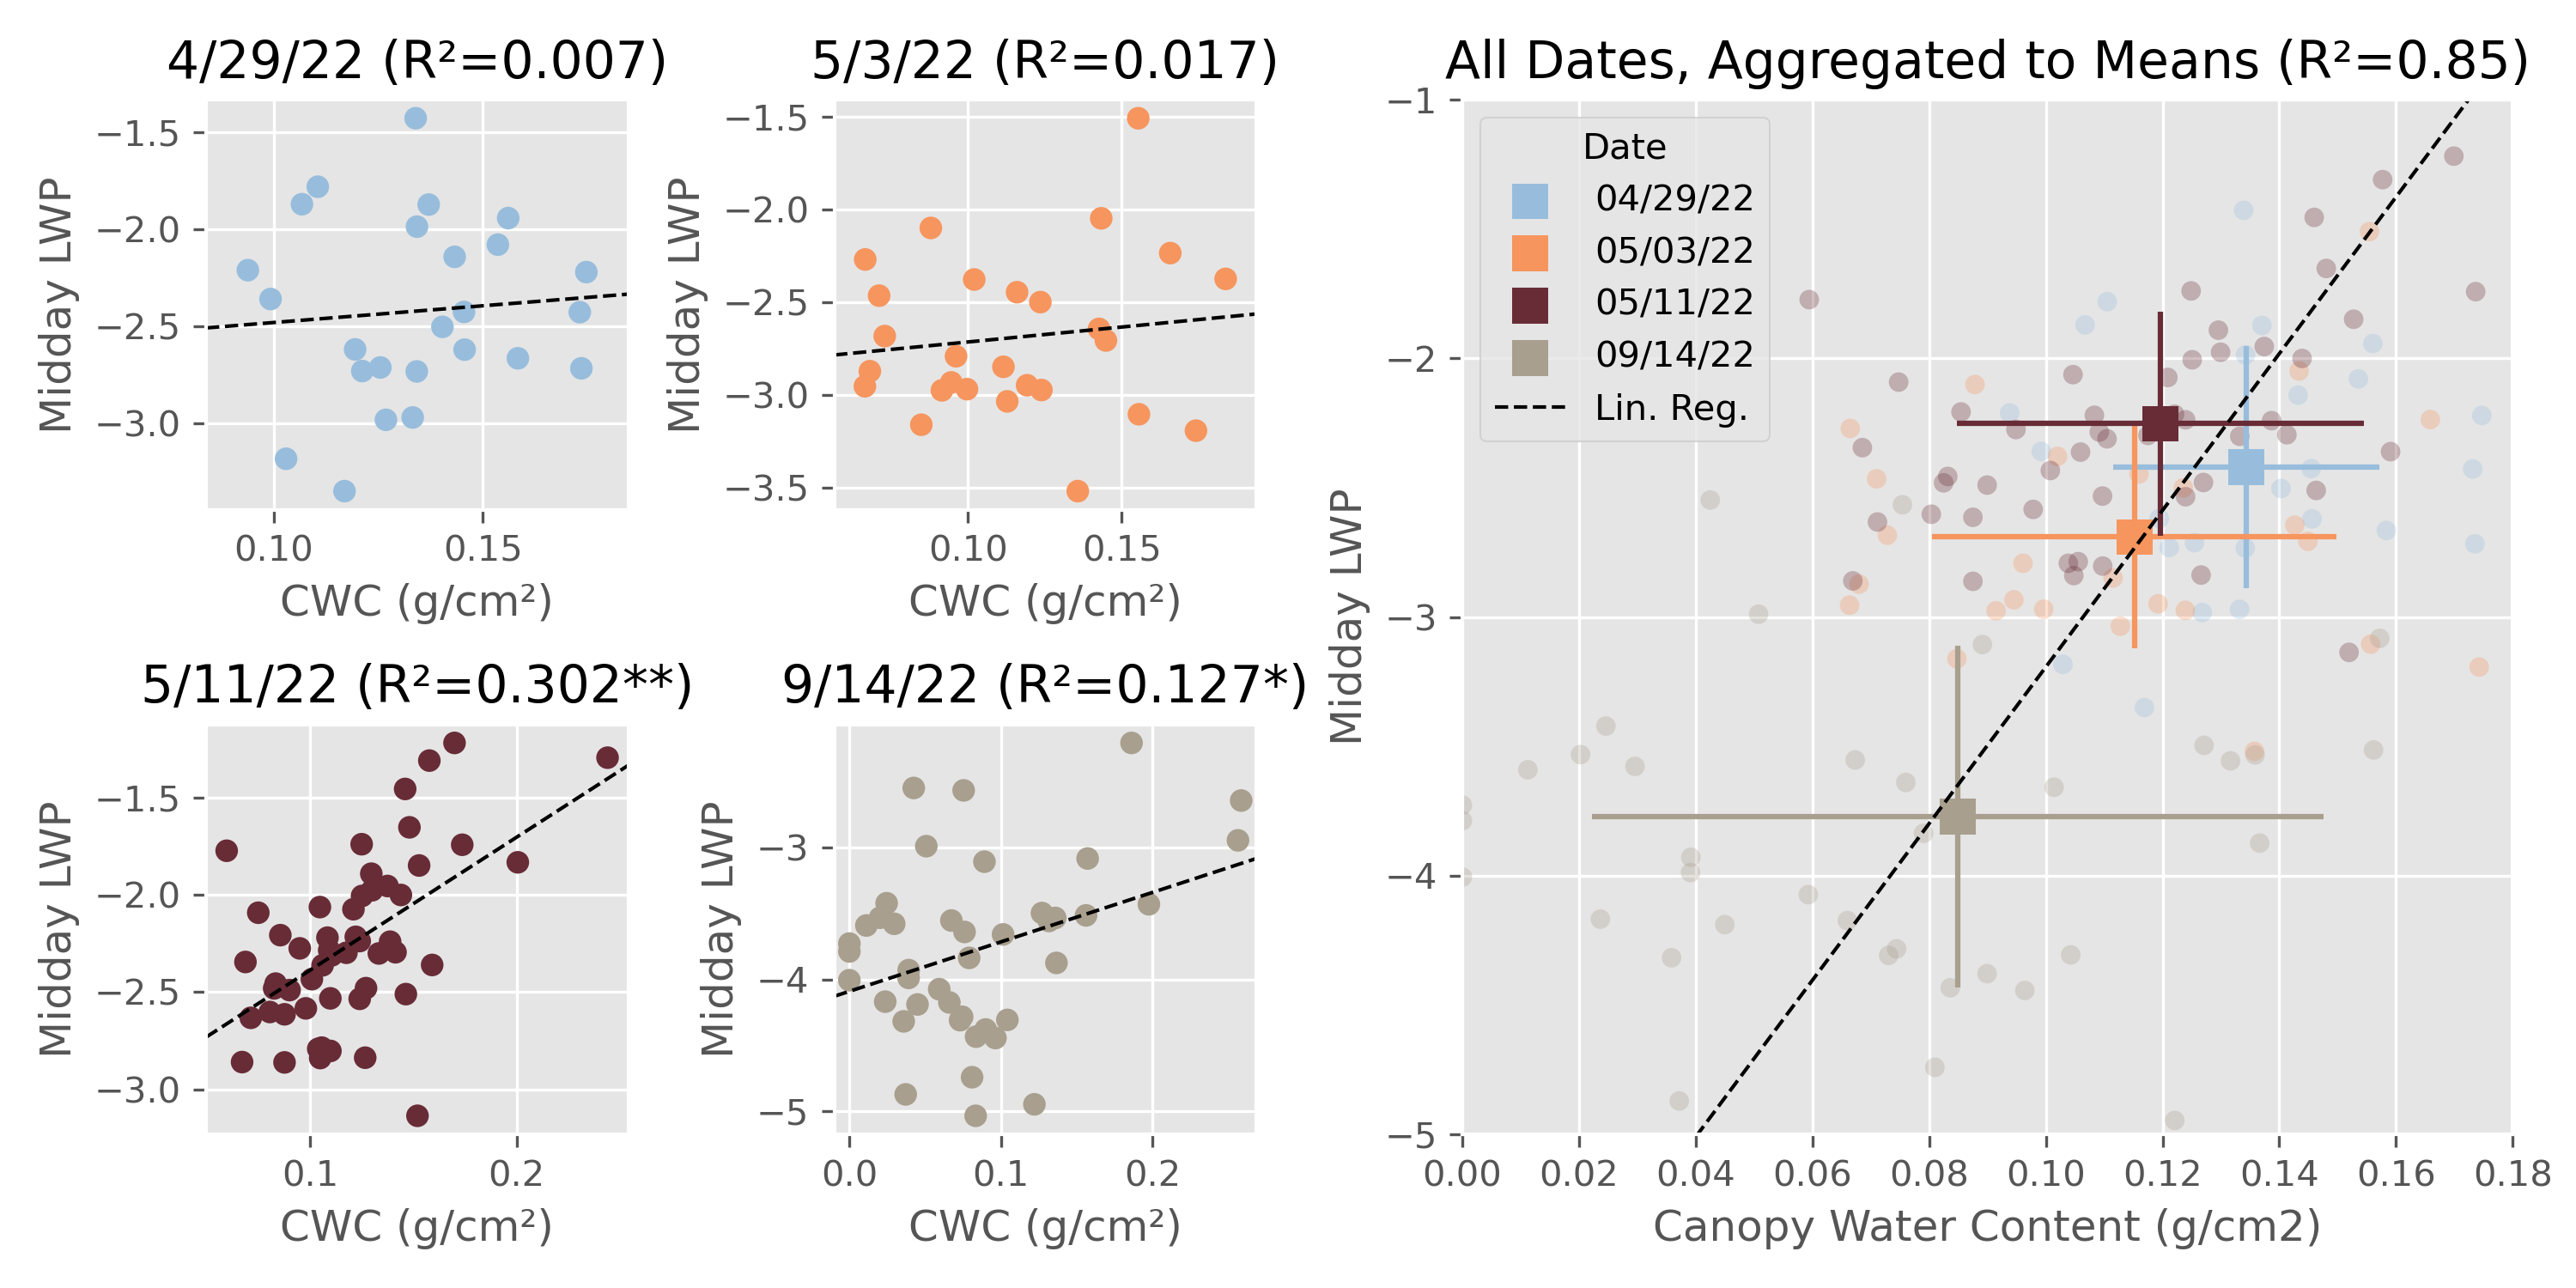 4/29/22 (R²=0.007)
−1.5
−2.0
−2.5
−3.0
Midday LWP
0.10 0.15
CWC (g/cm²)
5/3/22 (R²=0.017)
−1.5
−2.0
−2.5
−3.0
−3.5
Midday LWP
0.10 0.15
CWC (g/cm²)
5/11/22 (R²=0.302**)
−1.5
−2.0
−2.5
−3.0
Midday LWP
0.1 0.2
CWC (g/cm²)
9/14/22 (R²=0.127*)
−3
−4
−5
Midday LWP
0.0 0.1 0.2
CWC (g/cm²)
All Dates, Aggregated to Means (R²=0.85)
Date
04/29/22
05/03/22
05/11/22
09/14/22
Lin. Reg.
−1
−2
−3
−4
−5
Midday LWP
0.00 0.02 0.04 0.06 0.08 0.10 0.12 0.14 0.16 0.18
Canopy Water Content (g/cm2)